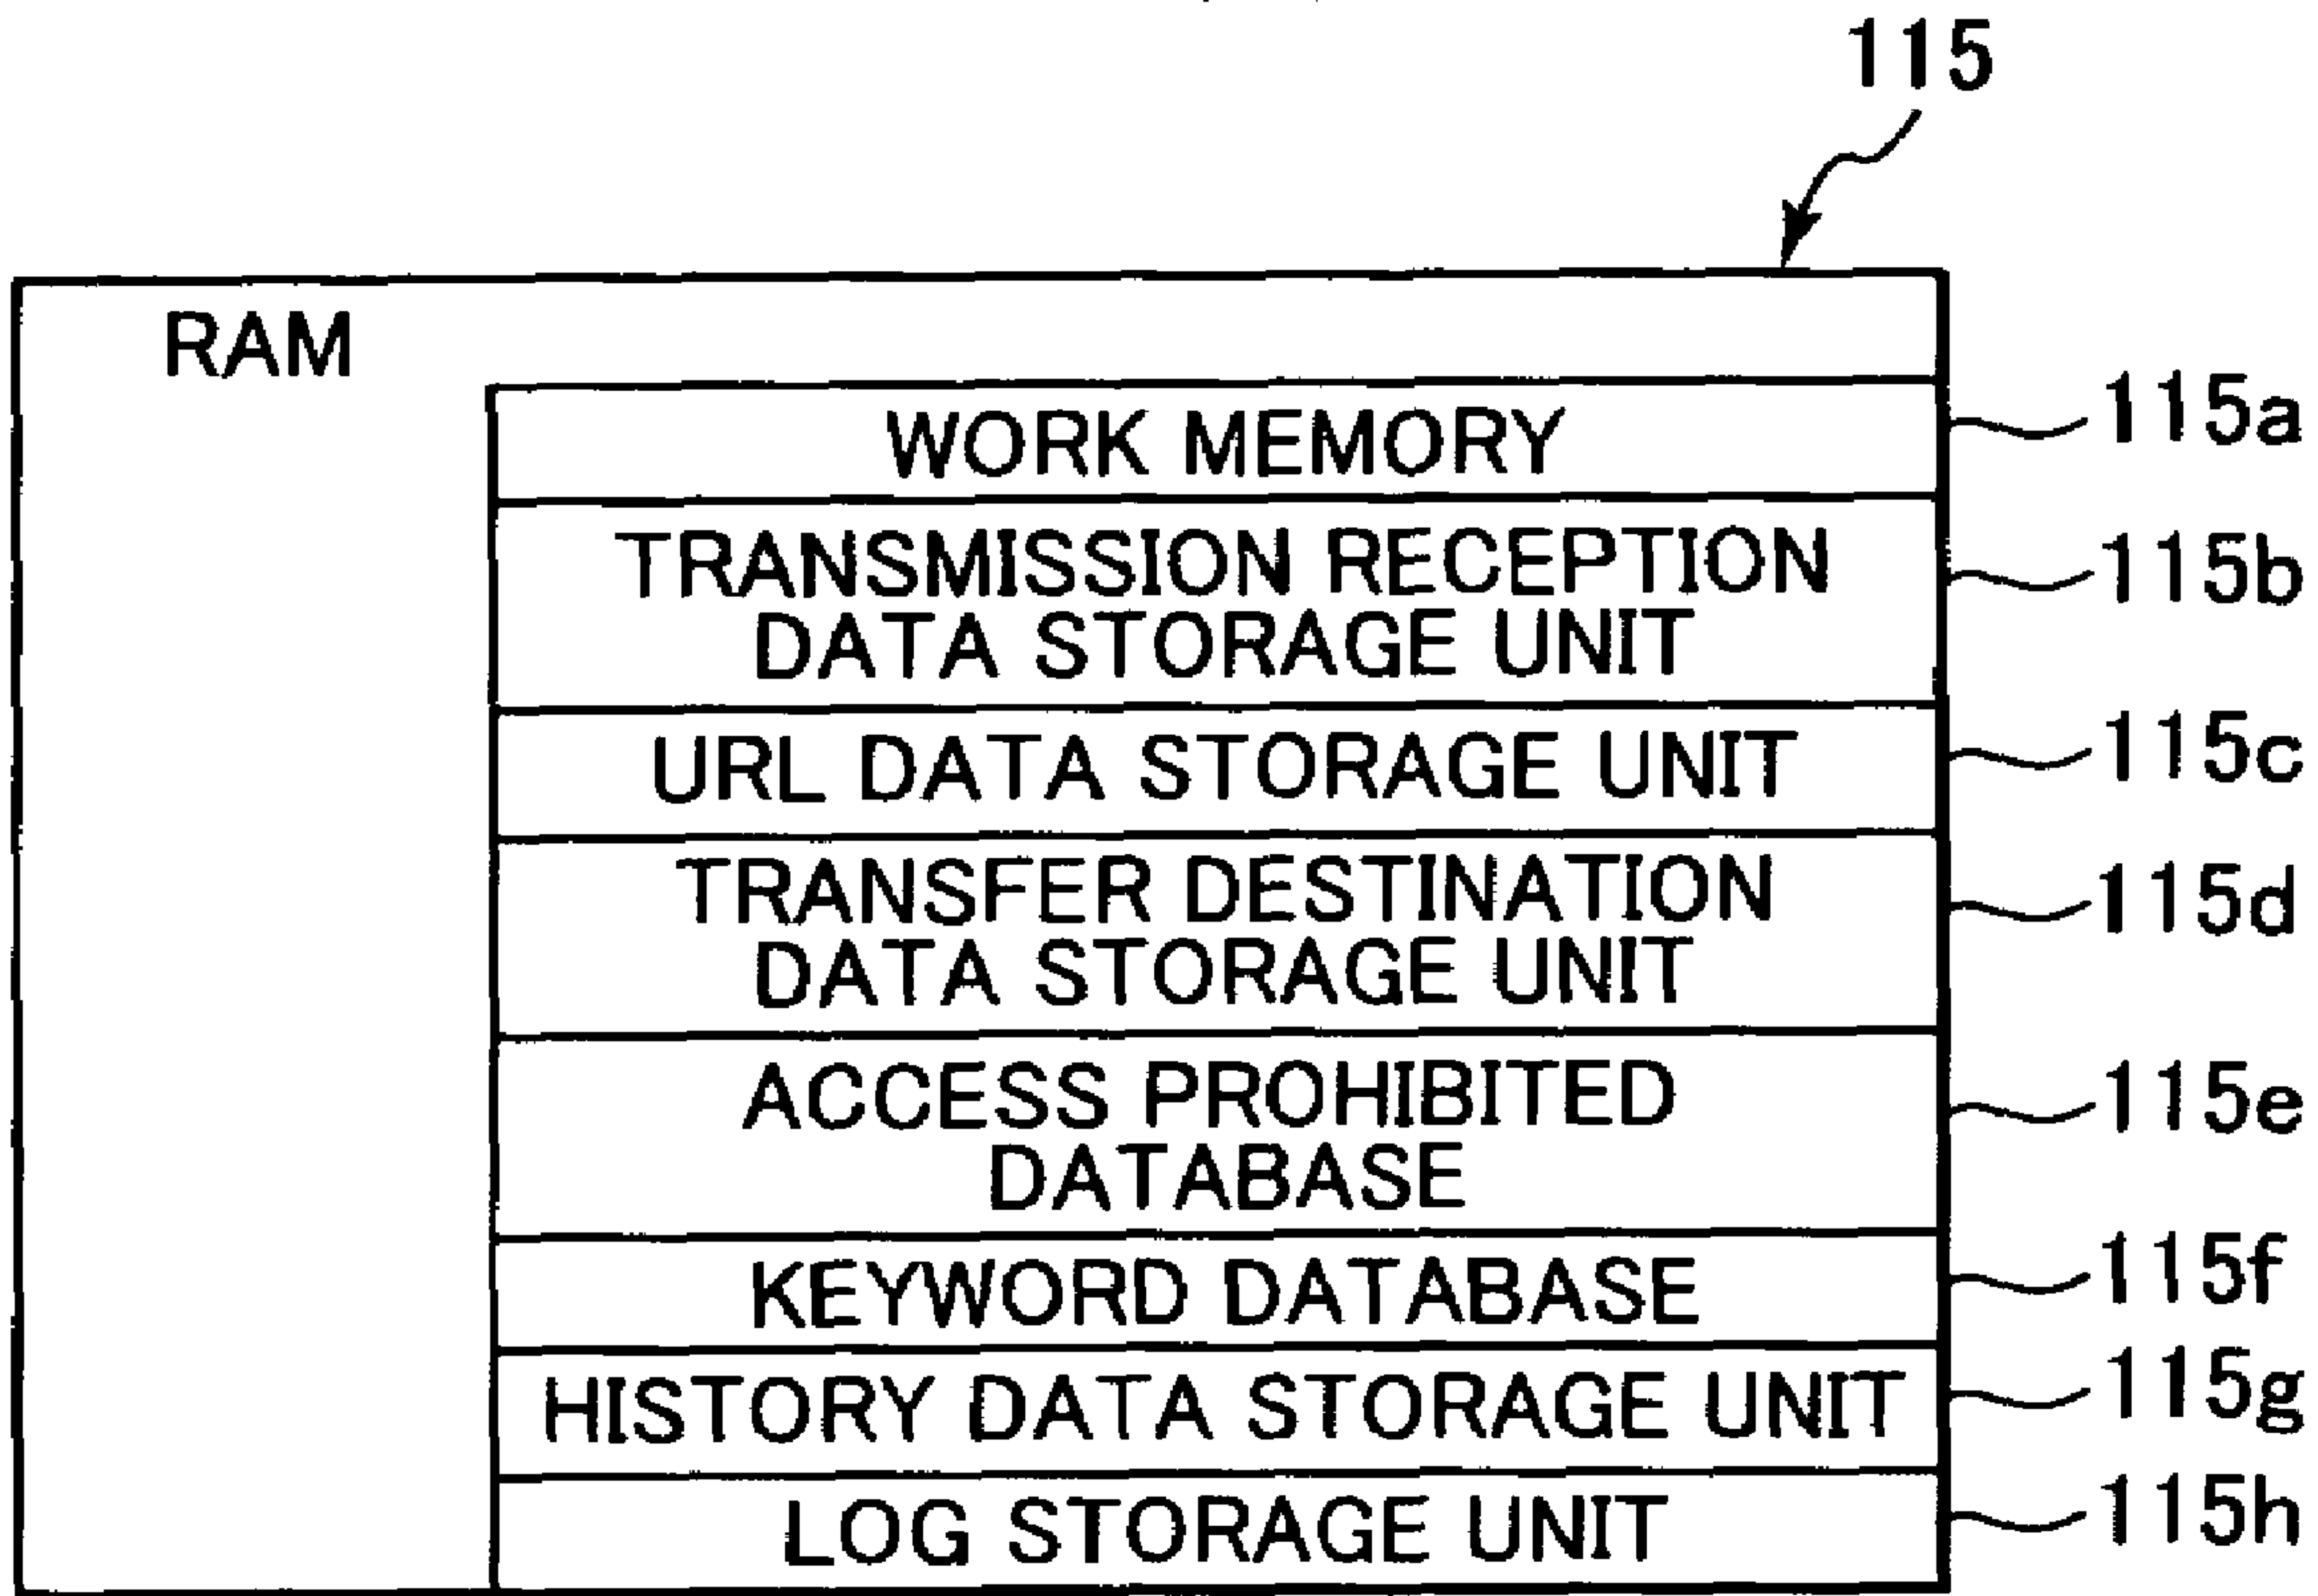 115
RAM
WORK MEMORY 115a
TRANSMISSION RECEPTION 115b
DATA STORAGE UNIT
URL DATA STORAGE UNIT 115c
TRANSFER DESTINATION 115d
DATA STORAGE UNIT
ACCESS PROHIBITED 115e
DATABASE
KEYWORD DATABASE 115f
HISTORY DATA STORAGE UNIT 115g
LOG STORAGE UNIT 115h